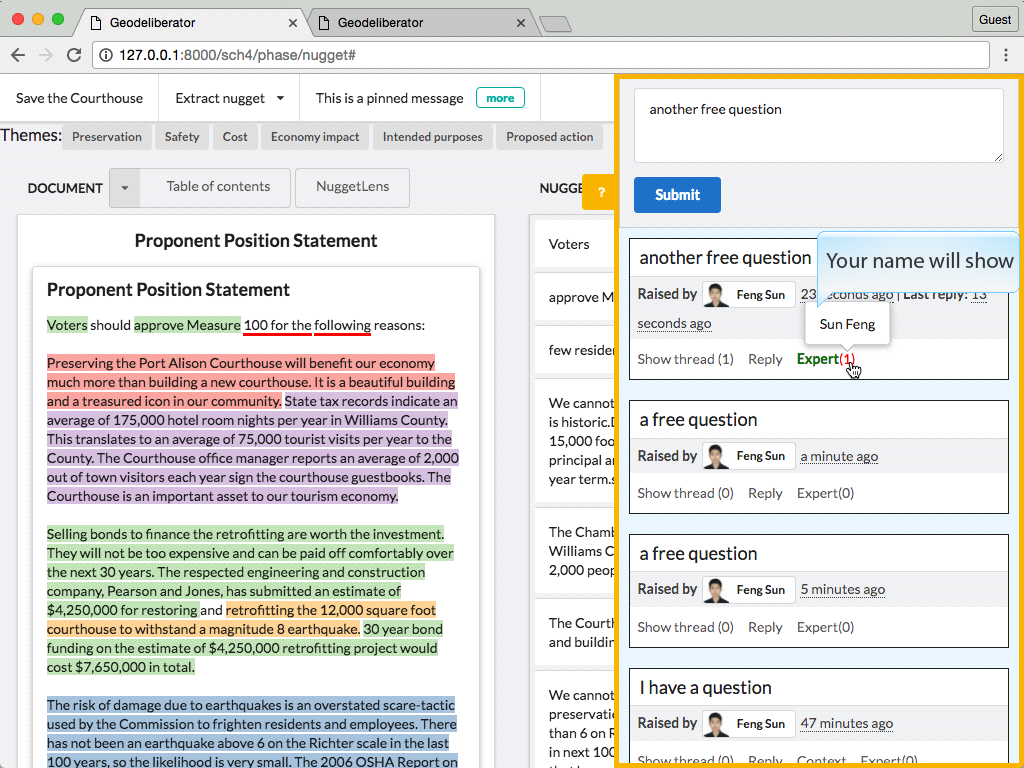 Geodeliberator
Geodeliberator
Guest
127.0.0.1:8000/sch4/phase/nugget#
Save the Courthouse
Extract nugget
This is a pinned message
more
Themes:
Preservation
Safety
Cost
Economy impact
Intended purposes
Proposed action
DOCUMENT
Table of contents
NuggetLens
Proponent Position Statement
Proponent Position Statement
Voters should approve Measure 100 for the following reasons:
Preserving the Port Alison Courthouse will benefit our economy
much more than building a new courthouse. It is a beautiful building
and a treasured icon in our community. State tax records indicate an
average of 175,000 hotel room nights per year in Williams County.
This translates to an average of 75,000 tourist visits per year to the
County. The Courthouse office manager reports an average of 2,000
out of town visitors each year sign the courthouse guestbooks. The
Courthouse is an important asset to our tourism economy.
Selling bonds to finance the retrofitting are worth the investment.
They will not be too expensive and can be paid off comfortably over
the next 30 years. The respected engineering and construction
company, Pearson and Jones, has submitted an estimate of
$4,250,000 for restoring and retrofitting the 12,000 square foot
courthouse to withstand a magnitude 8 earthquake. 30 year bond
funding on the estimate of $4,250,000 retrofitting project would
cost $7,650,000 in total.
The risk of damage due to earthquakes is an overstated scare-tactic
used by the Commission to frighten residents and employees. There
has not been an earthquake above 6 on the Richter scale in the last
100 years, so the likelihood is very small. The 2006 OSHA Report on
NUGGE
?
Voters
approve M
few reside
We cannot
is historic.
15,000 foo
principal a
year term.
The Chamb
Williams C
2,000 peop
The Courth
and buildin
We cannot
preservati
than 6 on R
in next 100
another free question
Submit
another free question
Your name will show
Raised by Feng Sun 23 seconds ago | Last reply: 13
seconds ago
Sun Feng
Show thread (1) Reply Expert(1)
a free question
Raised by Feng Sun a minute ago
Show thread (0) Reply Expert(0)
a free question
Raised by Feng Sun 5 minutes ago
Show thread (0) Reply Expert(0)
I have a question
Raised by Feng Sun 47 minutes ago
Show thread (0) Reply Context Expert(0)